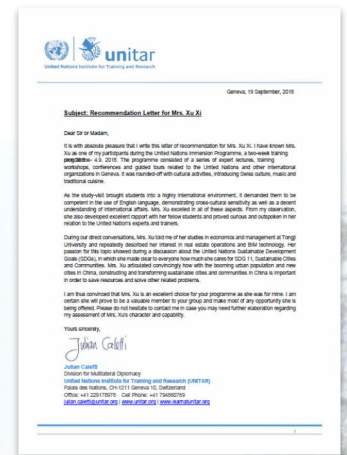 unitar
United Nations Institute for Training and Research
Geneva, 19 September, 2018
Subject: Recommendation Letter for Mrs. Xu Xi
Dear Sir or Madam,
It is with absolute pleasure that I write this letter of recommendation for Mrs. Xu Xi. I have known Mrs.
Xu as one of my participants during the United Nations Immersion Programme, a two-week training
4.9. 2018. The programme consisted of a series of expert lectures, training
workshops, conferences and guided tours related to the United Nations and other international
organizations in Geneva. It was rounded-off with cultural activities, introducing Swiss culture, music and
traditional cuisine.
As the study-visit brought students into a highly international environment, it demanded them to be
competent in the use of English language, demonstrating cross-cultural sensitivity as well as a decent
understanding of international affairs. Mrs. Xu excelled in all of these aspects. From my observation,
she also developed excellent rapport with her fellow students and proved curious and outspoken in her
relation to the United Nation's experts and trainers.
During our direct conversations, Mrs. Xu told me of her studies in economics and management at Tongji
University and repeatedly described her interest in real estate operations and BIM technology. Her
passion for this topic showed during a discussion about the United Nations Sustainable Development
Goals (SDGs), in which she made clear to everyone how much she cares for SDG 11, Sustainable Cities
and Communities. Mrs. Xu articulated convincingly how with the booming urban population and new
cities in China, constructing and transforming sustainable cities and communities in China is important
in order to save resources and solve other related problems.
I am thus convinced that Mrs. Xu is an excellent choice for your programme as she was for mine. I am
certain she will prove to be a valuable member to your group and make most of any opportunity she is
being offered. Please do not hesitate to contact me in case you may need further elaboration regarding
my assessment of Mrs. Xu's character and capability.
Yours sincerely,
Julian Caletti
Julian Caletti
Division for Multilateral Diplomacy
United Nations Institute for Training and Research (UNITAR)
Palais des Nations, CH-1211 Geneva 10, Switzerland
Office: +41 229178978 Cell Phone: +41 794660769
julian.caletti@unitar.org | www.unitar.org | www.learnatunitar.org